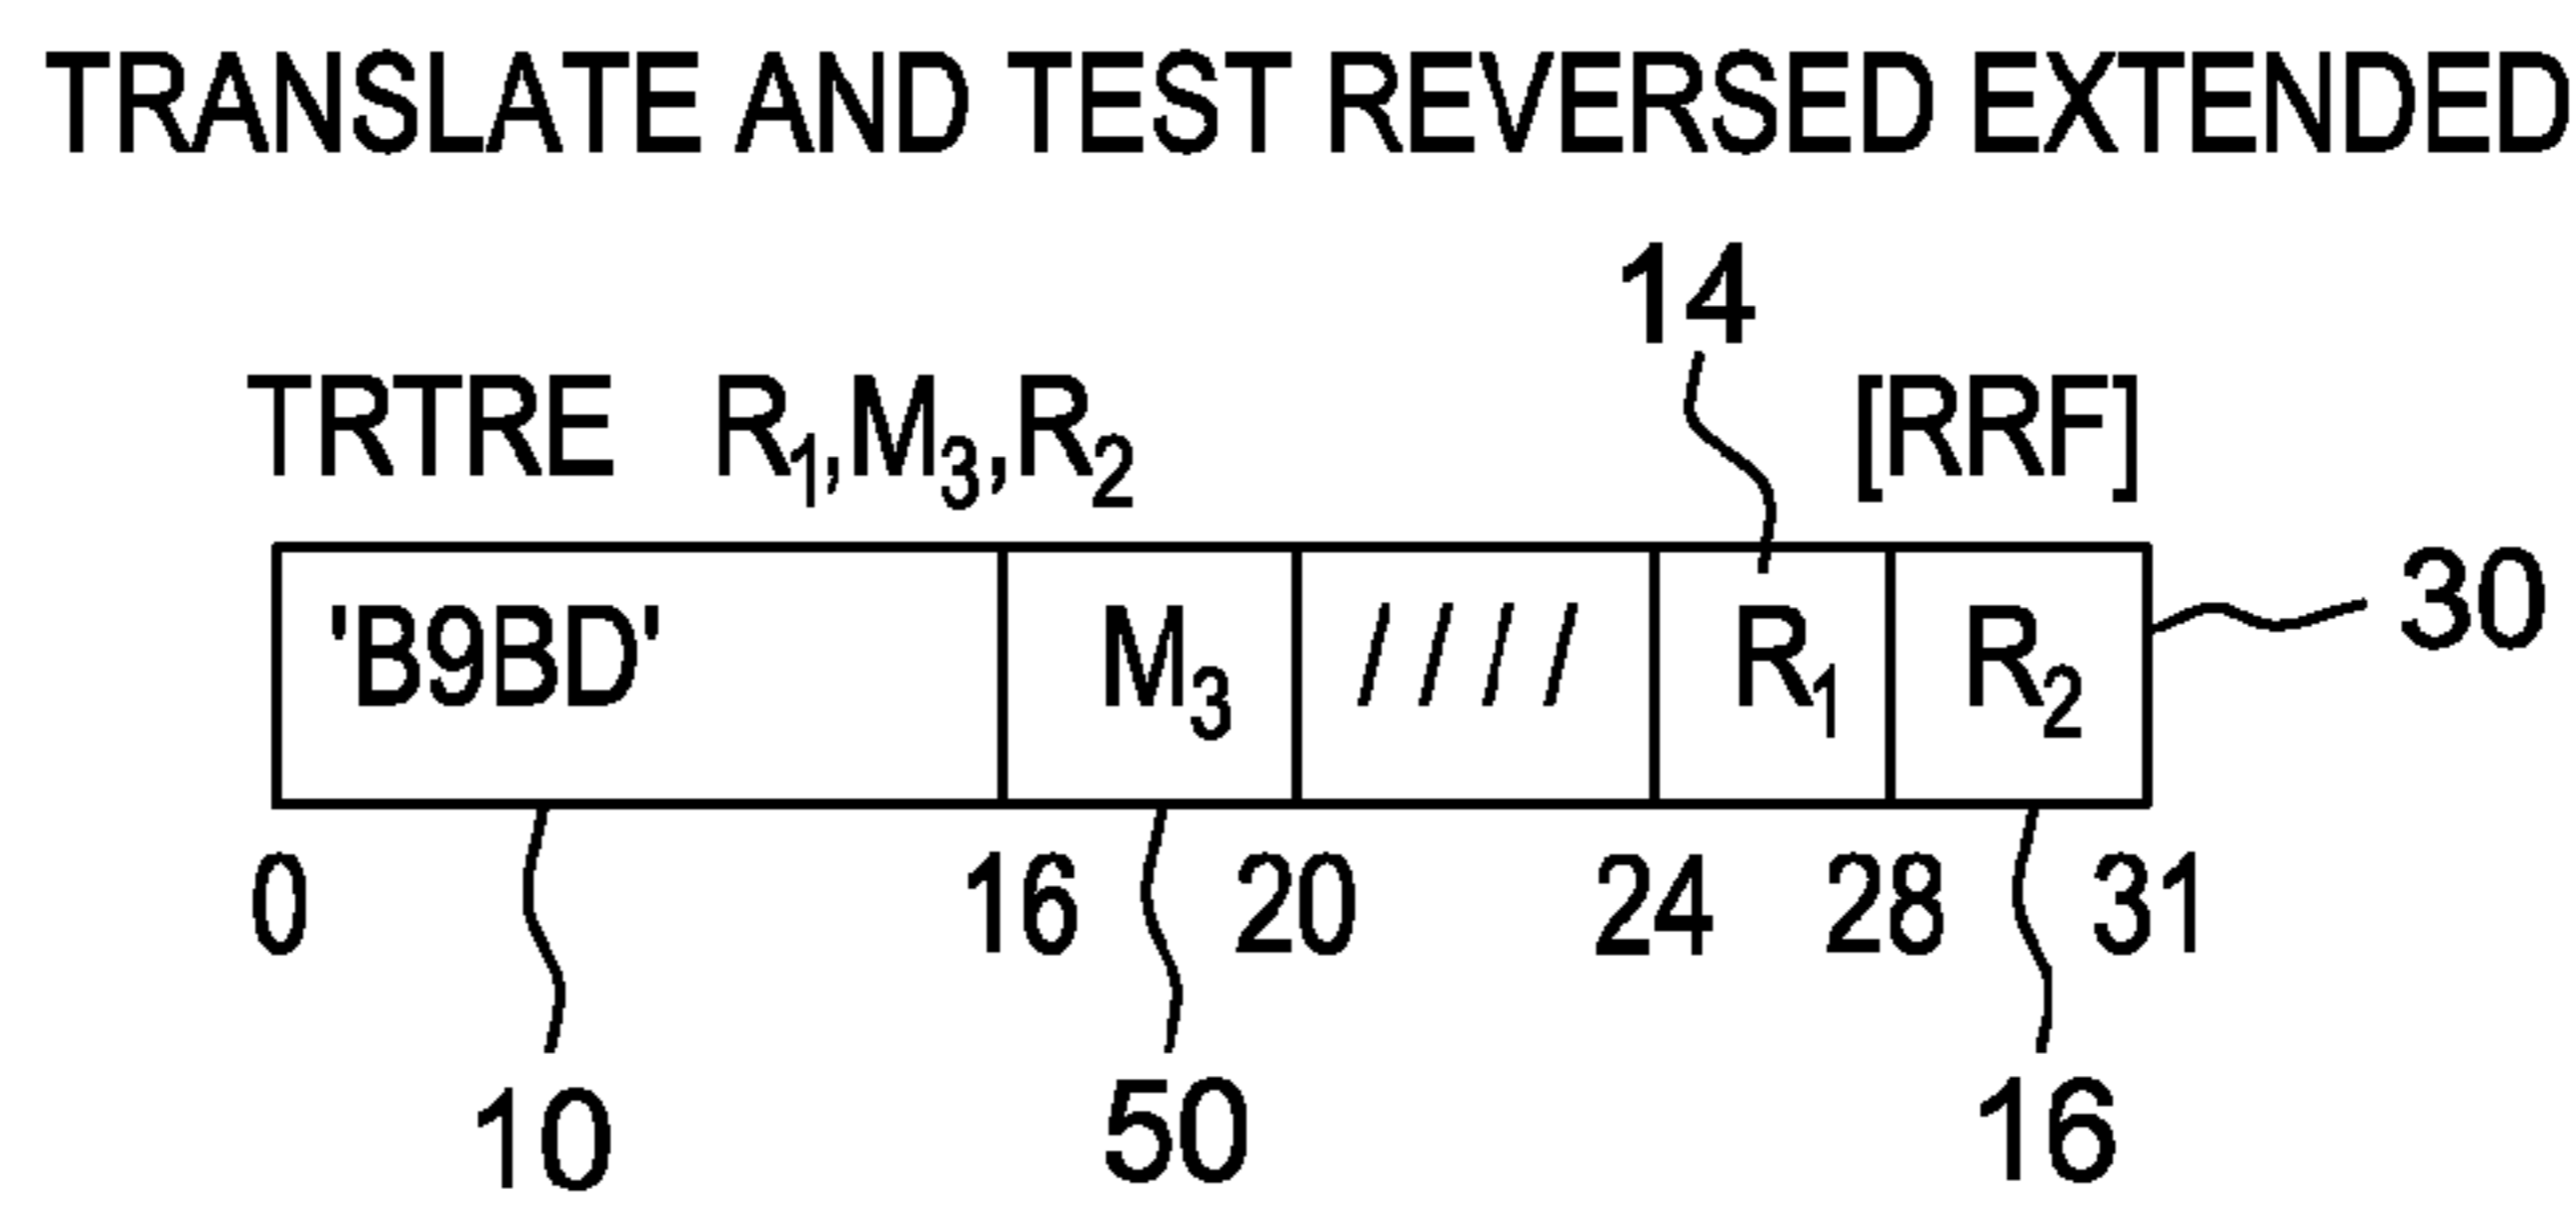 TRANSLATE AND TEST REVERSED EXTENDED
14
TRTRE R1,M3,R2 [RRF]
'B9BD' M3 //// R1 R2 30
0 16 20 24 28 31
10 50 16